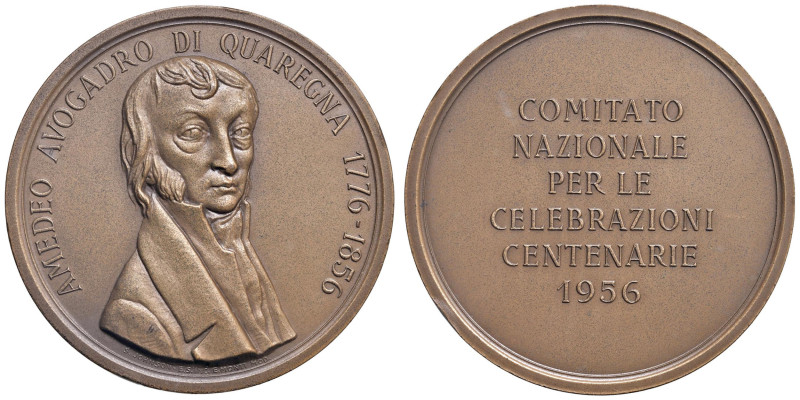 AMEDEO AVOGADRO DI QUAREGNA 1776-1856
COMITATO
NAZIONALE
PER LE
CELEBRAZIONI
CENTENARIE
1956